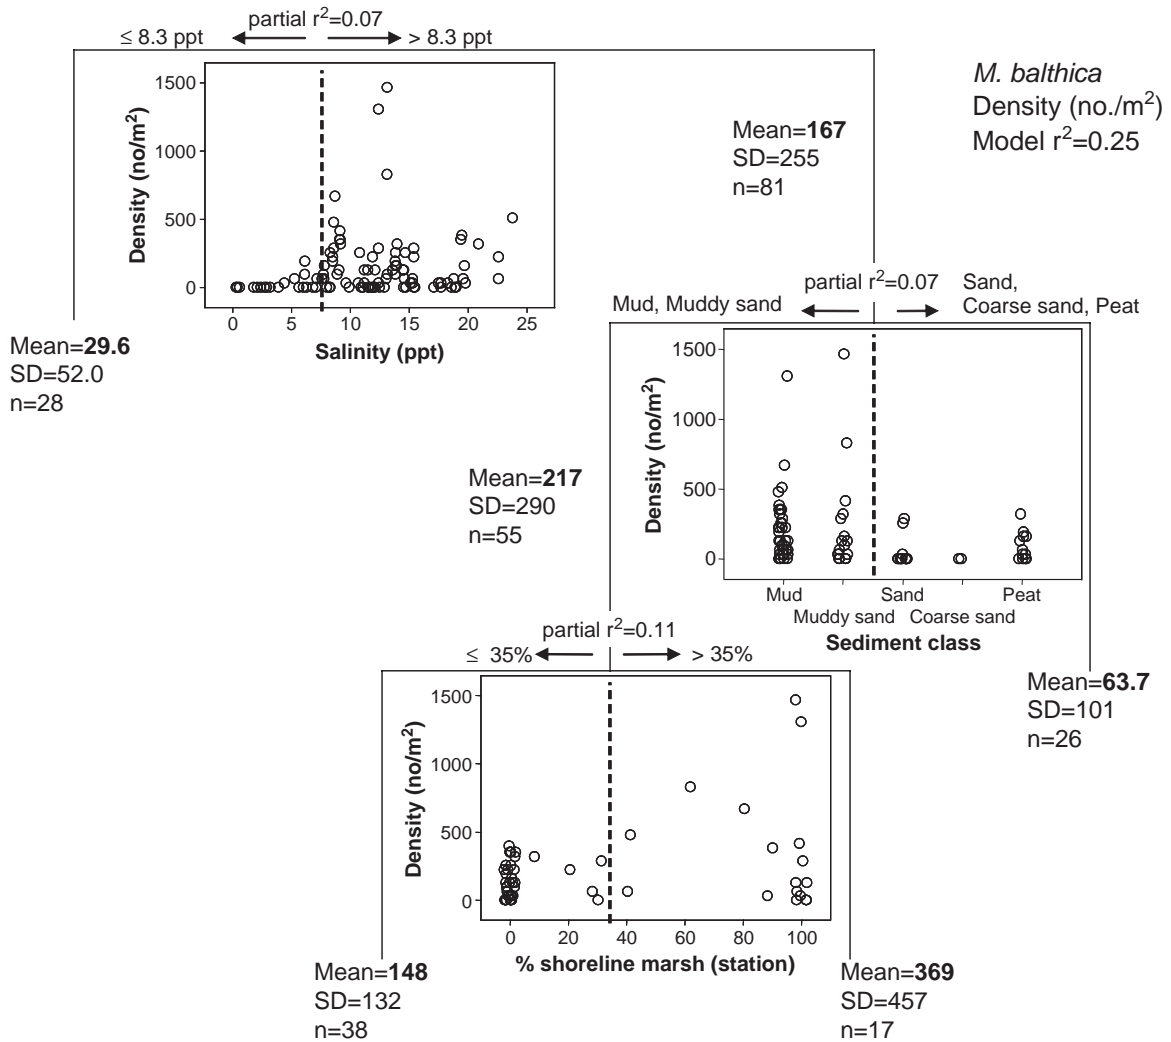 partial r²=0.07
≤ 8.3 ppt
> 8.3 ppt
M. balthica
Density (no./m²)
Model r²=0.25
1500
1000
500
0
Density (no/m²)
0 5 10 15 20 25
Salinity (ppt)
Mean=167
SD=255
n=81
Mean=29.6
SD=52.0
n=28
partial r²=0.07
Mud, Muddy sand
Sand,
Coarse sand, Peat
1500
1000
500
0
Density (no/m²)
Mud Sand Peat
Muddy sand Coarse sand
Sediment class
Mean=217
SD=290
n=55
Mean=63.7
SD=101
n=26
partial r²=0.11
≤ 35%
> 35%
1500
1000
500
0
Density (no/m²)
0 20 40 60 80 100
% shoreline marsh (station)
Mean=148
SD=132
n=38
Mean=369
SD=457
n=17